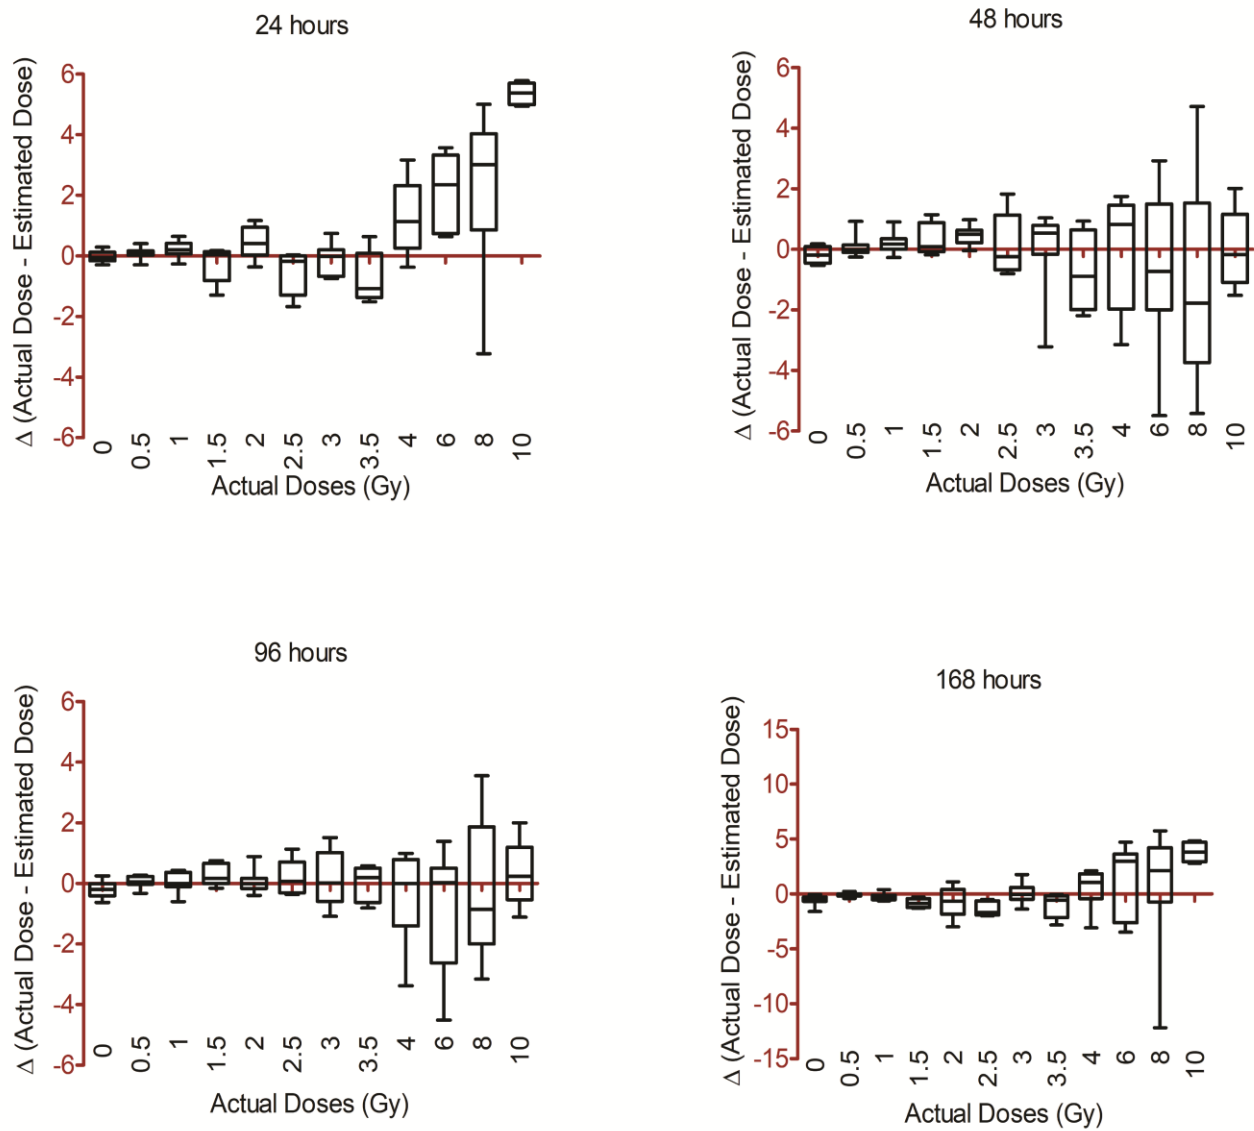 24 hours
Δ (Actual Dose - Estimated Dose)
6
4
2
0
-2
-4
-6
0 0.5 1 1.5 2 2.5 3 3.5 4 6 8 10
Actual Doses (Gy)
48 hours
Δ (Actual Dose - Estimated Dose)
6
4
2
0
-2
-4
-6
0 0.5 1 1.5 2 2.5 3 3.5 4 6 8 10
Actual Doses (Gy)
96 hours
Δ (Actual Dose - Estimated Dose)
6
4
2
0
-2
-4
-6
0 0.5 1 1.5 2 2.5 3 3.5 4 6 8 10
Actual Doses (Gy)
168 hours
Δ (Actual Dose - Estimated Dose)
15
10
5
0
-5
-10
-15
0 0.5 1 1.5 2 2.5 3 3.5 4 6 8 10
Actual Doses (Gy)